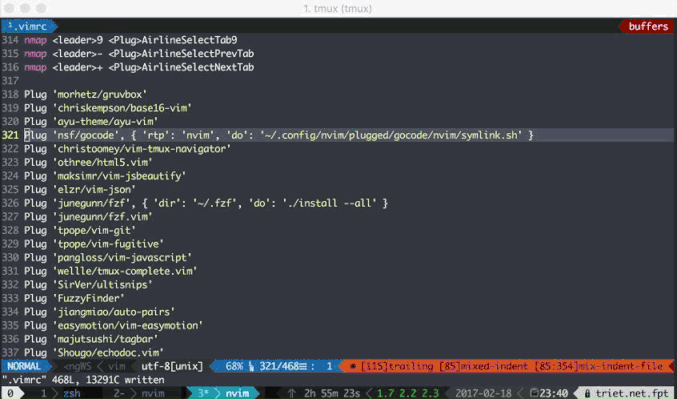 1. tmux (tmux)
.vimrc buffers
314 nmap <leader>9 <Plug>AirlineSelectTab9
315 nmap <leader>- <Plug>AirlineSelectPrevTab
316 nmap <leader>+ <Plug>AirlineSelectNextTab
317
318 Plug 'morhetz/gruvbox'
319 Plug 'chriskempson/base16-vim'
320 Plug 'ayu-theme/ayu-vim'
321 Plug 'nsf/gocode', { 'rtp': 'nvim', 'do': '~/.config/nvim/plugged/gocode/nvim/symlink.sh' }
322 Plug 'christoomey/vim-tmux-navigator'
323 Plug 'othree/html5.vim'
324 Plug 'maksimr/vim-jsbeautify'
325 Plug 'elzr/vim-json'
326 Plug 'junegunn/fzf', { 'dir': '~/.fzf', 'do': './install --all' }
327 Plug 'junegunn/fzf.vim'
328 Plug 'tpope/vim-git'
329 Plug 'tpope/vim-fugitive'
330 Plug 'pangloss/vim-javascript'
331 Plug 'wellle/tmux-complete.vim'
332 Plug 'SirVer/ultisnips'
333 Plug 'FuzzyFinder'
334 Plug 'jiangmiao/auto-pairs'
335 Plug 'easymotion/vim-easymotion'
336 Plug 'majutsushi/tagbar'
337 Plug 'Shougo/echodoc.vim'
NORMAL <ngWS vim utf-8[unix] 68% 321/468 : 1 [115]trailing [85]mixed-indent [85:354]mix-indent-file
".vimrc" 468L, 13291C written
0 1 zsh 2- nvim 3* nvim ↑ 2h 55m 23s 1.7 2.2 2.3 2017-02-18 23:40 triet.net.fpt